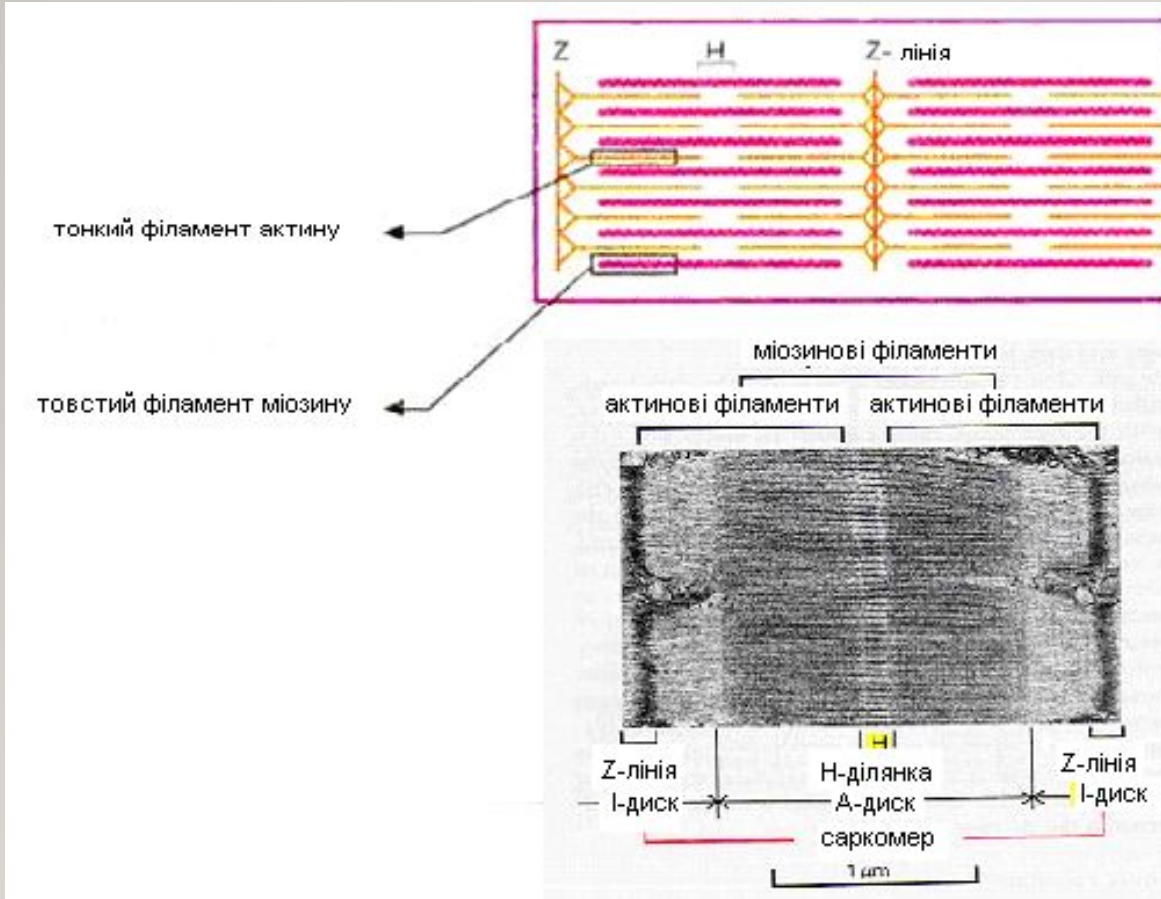 Z H Z- лінія
тонкий філамент актину
товстий філамент міозину
міозинові філаменти
актинові філаменти актинові філаменти
H
Z-лінія Н-ділянка Z-лінія
I-диск А-диск I-диск
саркомер
1 µm